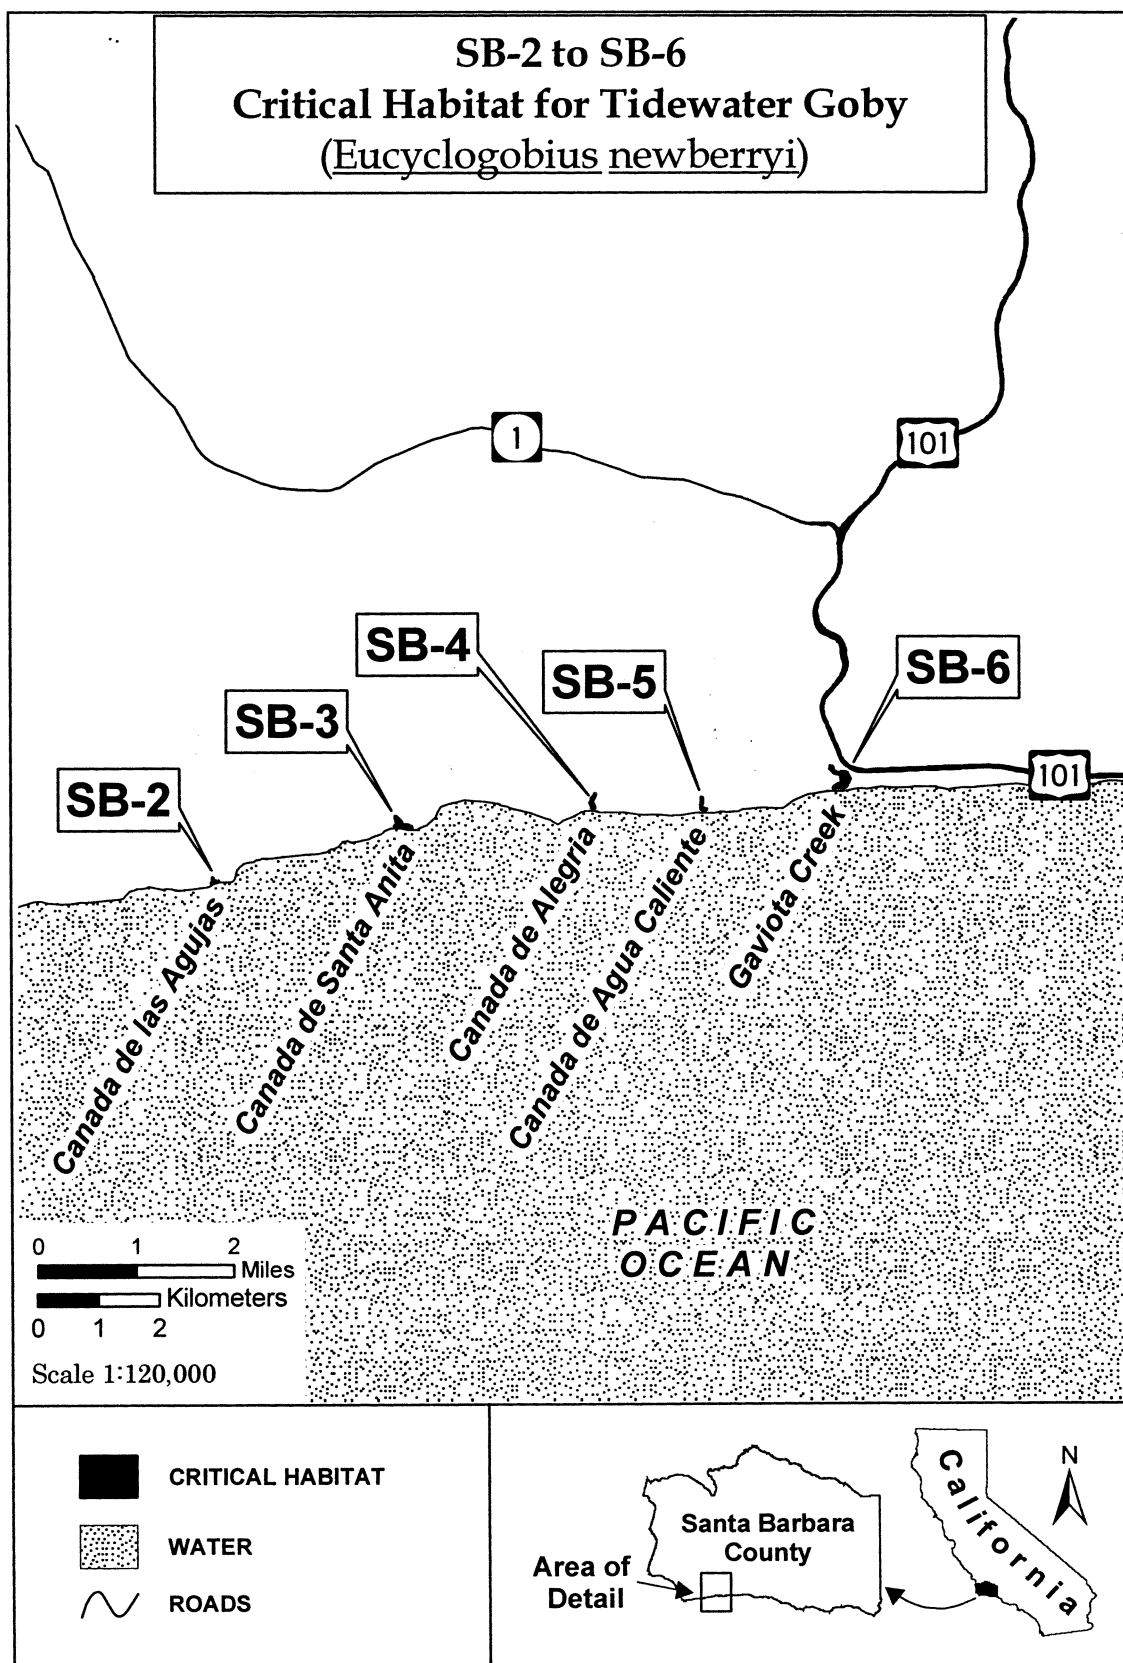 SB-2 to SB-6
Critical Habitat for Tidewater Goby
(Eucyclogobius newberryi)
1
101
SB-4
SB-5
SB-6
SB-3
SB-2
101
Canada de las Agujas
Canada de Santa Anita
Canada de Alegria
Canada de Agua Caliente
Gaviota Creek
PACIFIC
OCEAN
0 1 2
Miles
Kilometers
0 1 2
Scale 1:120,000
CRITICAL HABITAT
WATER
ROADS
Santa Barbara
County
Area of
Detail
California
N